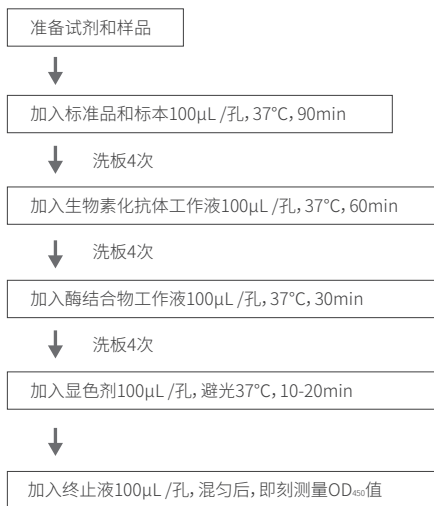 准备试剂和样品
加入标准品和标本100μL /孔,37°C,90min
洗板4次
加入生物素化抗体工作液100μL /孔,37°C,60min
洗板4次
加入酶结合物工作液100μL /孔,37°C,30min
洗板4次
加入显色剂100μL /孔,避光37°C,10-20min
加入终止液100μL /孔,混匀后,即刻测量OD₄₅₀值